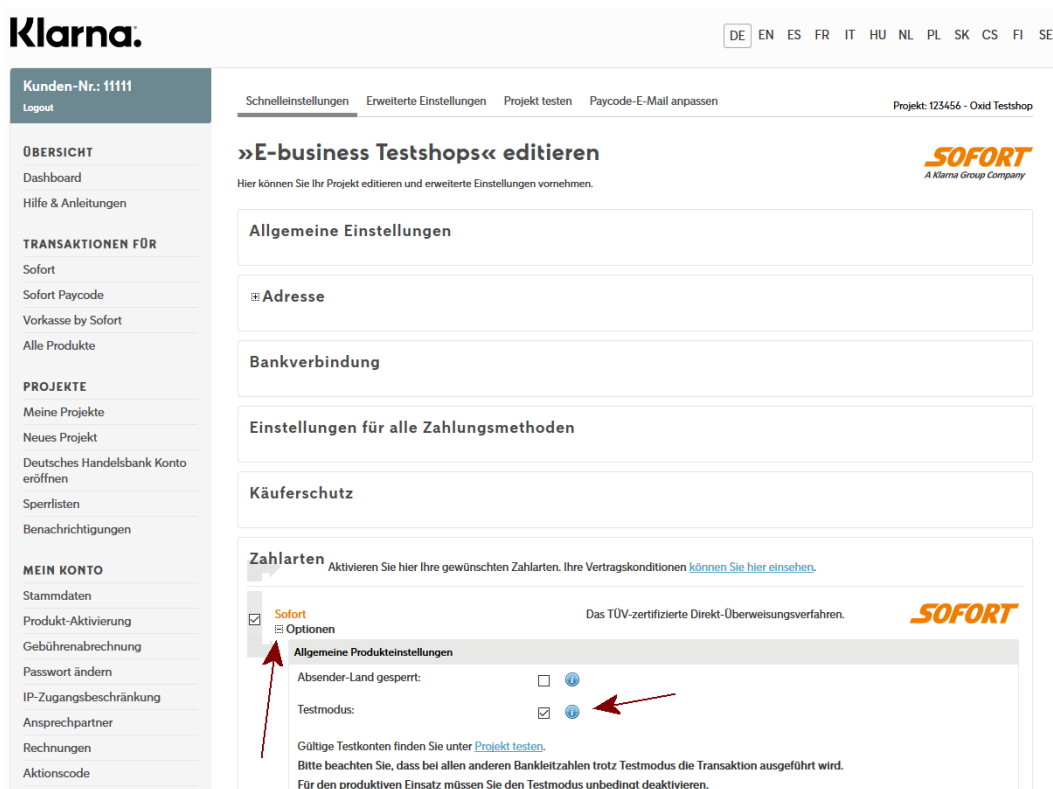 Klarna.
DE EN ES FR IT HU NL PL SK CS FI SE
Kunden-Nr.: 11111
Logout
ÜBERSICHT
Dashboard
Hilfe & Anleitungen
TRANSAKTIONEN FÜR
Sofort
Sofort Paycode
Vorkasse by Sofort
Alle Produkte
PROJEKTE
Meine Projekte
Neues Projekt
Deutsches Handelsbank Konto
eröffnen
Sperrlisten
Benachrichtigungen
MEIN KONTO
Stammdaten
Produkt-Aktivierung
Gebührenabrechnung
Passwort ändern
IP-Zugangsbeschränkung
Ansprechpartner
Rechnungen
Aktionscode
Schnelleinstellungen Erweiterte Einstellungen Projekt testen Paycode-E-Mail anpassen
Projekt: 123456 - Oxid Testshop
»E-business Testshops« editieren
SOFORT
A Klarna Group Company
Hier können Sie Ihr Projekt editieren und erweiterte Einstellungen vornehmen.
Allgemeine Einstellungen
Adresse
Bankverbindung
Einstellungen für alle Zahlungsmethoden
Käuferschutz
Zahlarten Aktivieren Sie hier Ihre gewünschten Zahlarten. Ihre Vertragskonditionen können Sie hier einsehen.
Sofort Das TÜV-zertifizierte Direkt-Überweisungsverfahren. SOFORT
Optionen
Allgemeine Produkteinstellungen
Absender-Land gesperrt:
Testmodus:
Gültige Testkonten finden Sie unter Projekt testen.
Bitte beachten Sie, dass bei allen anderen Bankleitzahlen trotz Testmodus die Transaktion ausgeführt wird.
Für den produktiven Einsatz müssen Sie den Testmodus unbedingt deaktivieren.